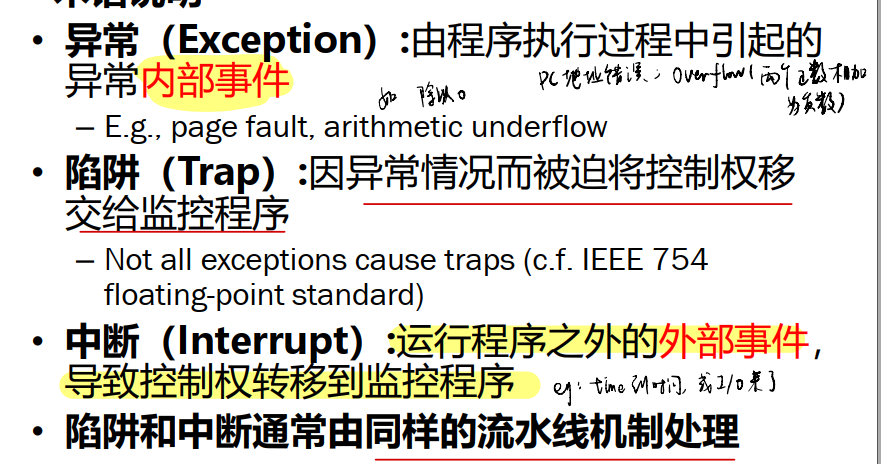 • 异常（Exception）:由程序执行过程中引起的
异常内部事件
如 除以0
PC地址错误; Overflow(两个正数相加
为负数)
– E.g., page fault, arithmetic underflow
• 陷阱（Trap）:因异常情况而被迫将控制权移
交给监控程序
– Not all exceptions cause traps (c.f. IEEE 754
floating-point standard)
• 中断（Interrupt）:运行程序之外的外部事件，
导致控制权转移到监控程序
eg: time到时间, 或I/O来了
• 陷阱和中断通常由同样的流水线机制处理